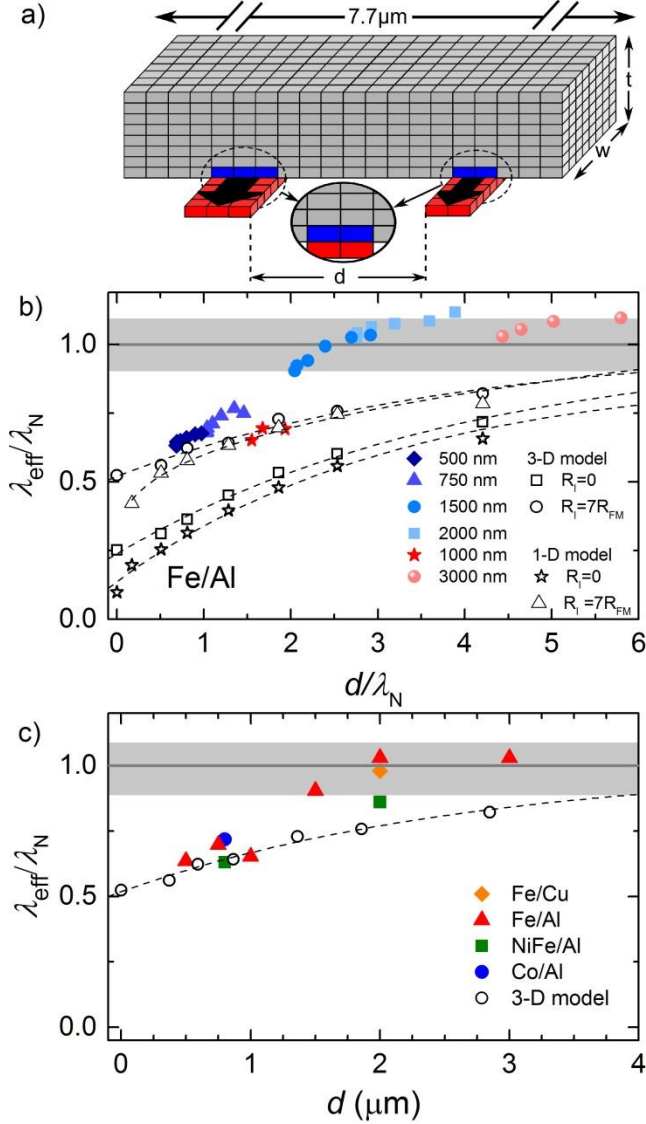 a)
7.7µm
t
w
d
b)
λeff/λN
1.0
0.5
0.0
500 nm
750 nm
1500 nm
2000 nm
1000 nm
3000 nm
3-D model
RI=0
RI=7RFM
1-D model
RI=0
RI=7RFM
Fe/Al
0 1 2 3 4 5 6
d/λN
c)
λeff/λN
1.0
0.5
0.0
Fe/Cu
Fe/Al
NiFe/Al
Co/Al
3-D model
0 1 2 3 4
d (µm)